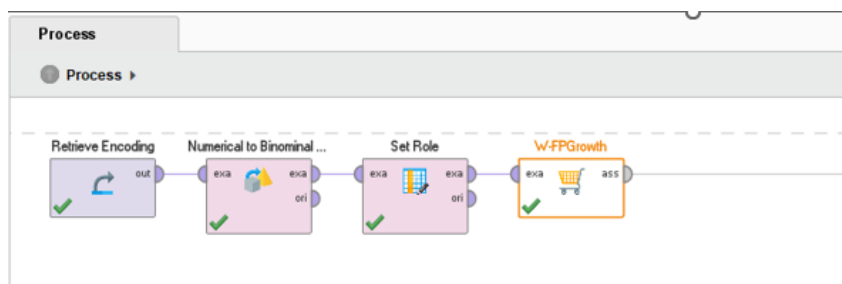 Process
Process
Retrieve Encoding
Numerical to Binominal ...
Set Role
W-FPGrowth
out
exa
exa
ori
exa
exa
ori
exa
ass